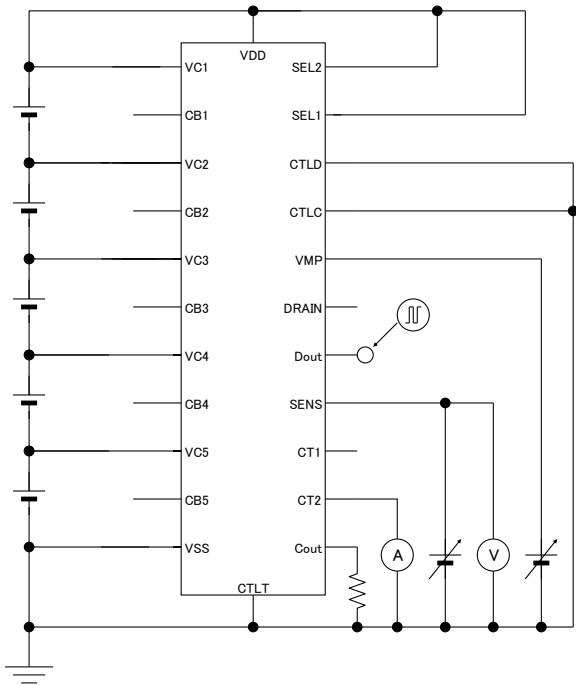 VDD
VC1
SEL2
CB1
SEL1
VC2
CTLD
CB2
CTLC
VC3
VMP
CB3
DRAIN
VC4
Dout
CB4
SENS
VC5
CT1
CB5
CT2
VSS
Cout
A
V
CTLT